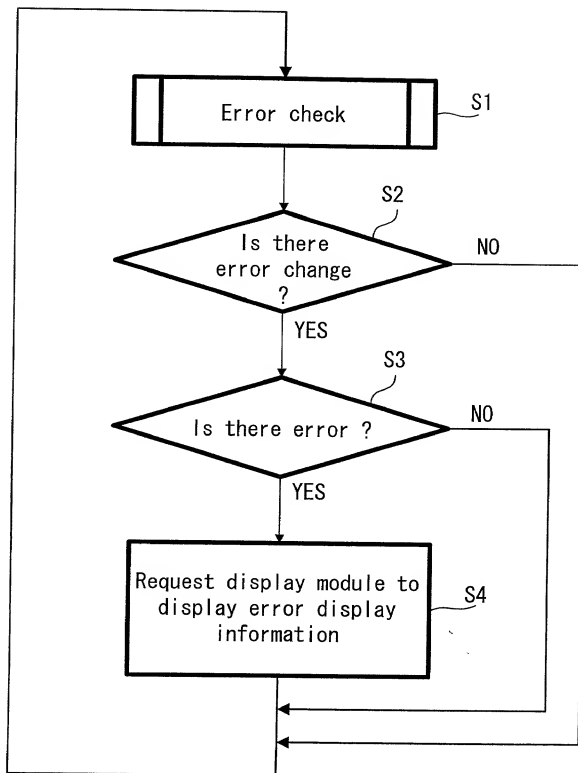 Error check
S1
S2
Is there
error change
?
NO
YES
S3
Is there error ?
NO
YES
Request display module to
display error display
information
S4